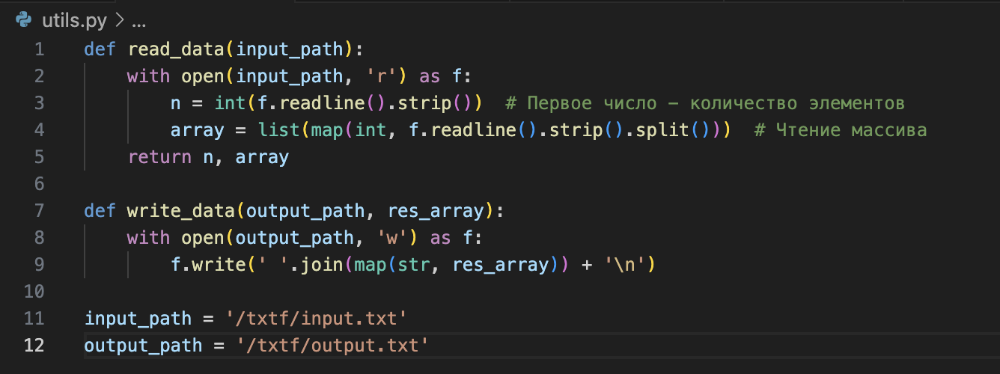 utils.py > ...
1 def read_data(input_path):
2     with open(input_path, 'r') as f:
3         n = int(f.readline().strip())  # Первое число – количество элементов
4         array = list(map(int, f.readline().strip().split()))  # Чтение массива
5     return n, array
6
7 def write_data(output_path, res_array):
8     with open(output_path, 'w') as f:
9         f.write(' '.join(map(str, res_array)) + '\n')
10
11 input_path = '/txtf/input.txt'
12 output_path = '/txtf/output.txt'